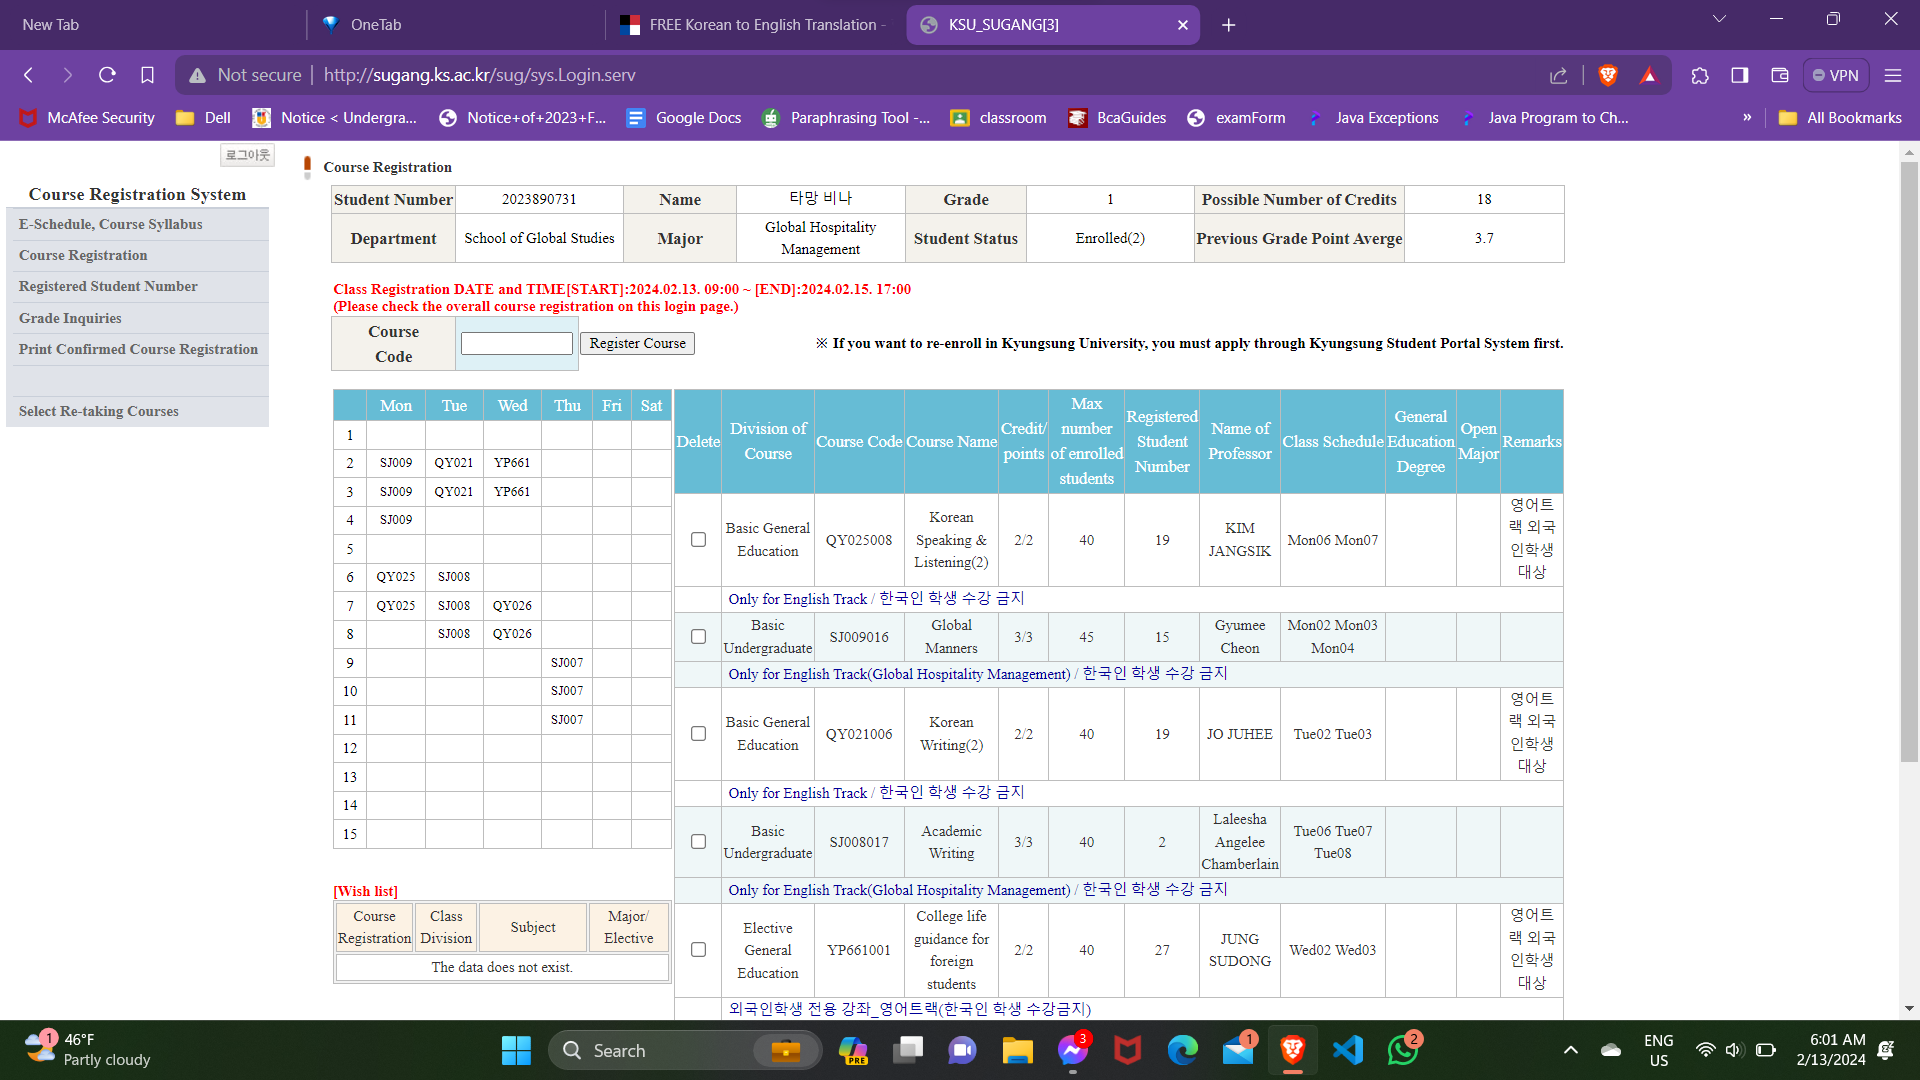 New Tab
OneTab
FREE Korean to English Translation -
KSU_SUGANG[3]
Not secure
http://sugang.ks.ac.kr/sug/sys.Login.serv
VPN
McAfee Security
Dell
Notice < Undergra...
Notice+of+2023+F...
Google Docs
Paraphrasing Tool -...
classroom
BcaGuides
examForm
Java Exceptions
Java Program to Ch...
»
All Bookmarks
로그아웃
Course Registration System
E-Schedule, Course Syllabus
Course Registration
Registered Student Number
Grade Inquiries
Print Confirmed Course Registration
Select Re-taking Courses
Course Registration
Student Number 2023890731 Name 타망 비나 Grade 1 Possible Number of Credits 18
Department School of Global Studies Major Global Hospitality Management Student Status Enrolled(2) Previous Grade Point Averge 3.7
Class Registration DATE and TIME[START]:2024.02.13. 09:00 ~ [END]:2024.02.15. 17:00
(Please check the overall course registration on this login page.)
Course Code
Register Course
※ If you want to re-enroll in Kyungsung University, you must apply through Kyungsung Student Portal System first.
Mon Tue Wed Thu Fri Sat
1
2 SJ009 QY021 YP661
3 SJ009 QY021 YP661
4 SJ009
5
6 QY025 SJ008
7 QY025 SJ008 QY026
8 SJ008 QY026
9 SJ007
10 SJ007
11 SJ007
12
13
14
15
[Wish list]
Course Registration Class Division Subject Major/ Elective
The data does not exist.
Delete Division of Course Course Code Course Name Credit/ points Max number of enrolled students Registered Student Number Name of Professor Class Schedule General Education Degree Open Major Remarks
Basic General Education QY025008 Korean Speaking & Listening(2) 2/2 40 19 KIM JANGSIK Mon06 Mon07 영어트랙 외국인학생 대상
Only for English Track / 한국인 학생 수강 금지
Basic Undergraduate SJ009016 Global Manners 3/3 45 15 Gyumee Cheon Mon02 Mon03 Mon04
Only for English Track(Global Hospitality Management) / 한국인 학생 수강 금지
Basic General Education QY021006 Korean Writing(2) 2/2 40 19 JO JUHEE Tue02 Tue03 영어트랙 외국인학생 대상
Only for English Track / 한국인 학생 수강 금지
Basic Undergraduate SJ008017 Academic Writing 3/3 40 2 Laleesha Angelee Chamberlain Tue06 Tue07 Tue08
Only for English Track(Global Hospitality Management) / 한국인 학생 수강 금지
Elective General Education YP661001 College life guidance for foreign students 2/2 40 27 JUNG SUDONG Wed02 Wed03 영어트랙 외국인학생 대상
외국인학생 전용 강좌_영어트랙(한국인 학생 수강금지)
1
46°F
Partly cloudy
Search
PRE
3
1
2
ENG
US
6:01 AM
2/13/2024